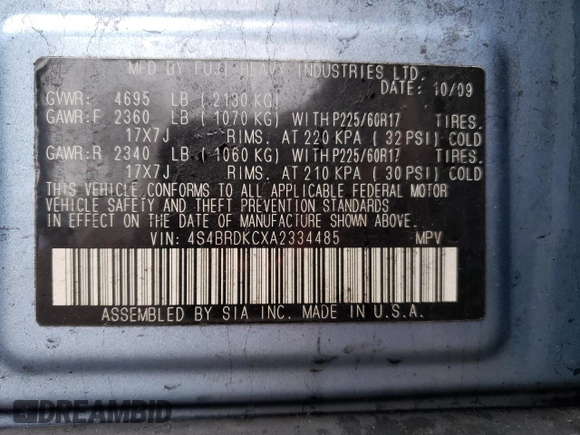 MFD BY FUJI HEAVY INDUSTRIES LTD.
DATE: 10/09
GVWR: 4695 LB ( 2130 KG)
GAWR:F 2360 LB ( 1070 KG) WITH P225/60R17 TIRES.
17X7J RIMS. AT 220 KPA ( 32 PSI) COLD
GAWR:R 2340 LB ( 1060 KG) WITH P225/60R17 TIRES.
17X7J RIMS. AT 210 KPA ( 30 PSI) COLD
THIS VEHICLE CONFORMS TO ALL APPLICABLE FEDERAL MOTOR
VEHICLE SAFETY AND THEFT PREVENTION STANDARDS
IN EFFECT ON THE DATE OF MANUFACTURE SHOWN ABOVE.
VIN: 4S4BRDKCXA2334485 MPV
ASSEMBLED BY SIA INC. MADE IN U.S.A.
DREAMBID